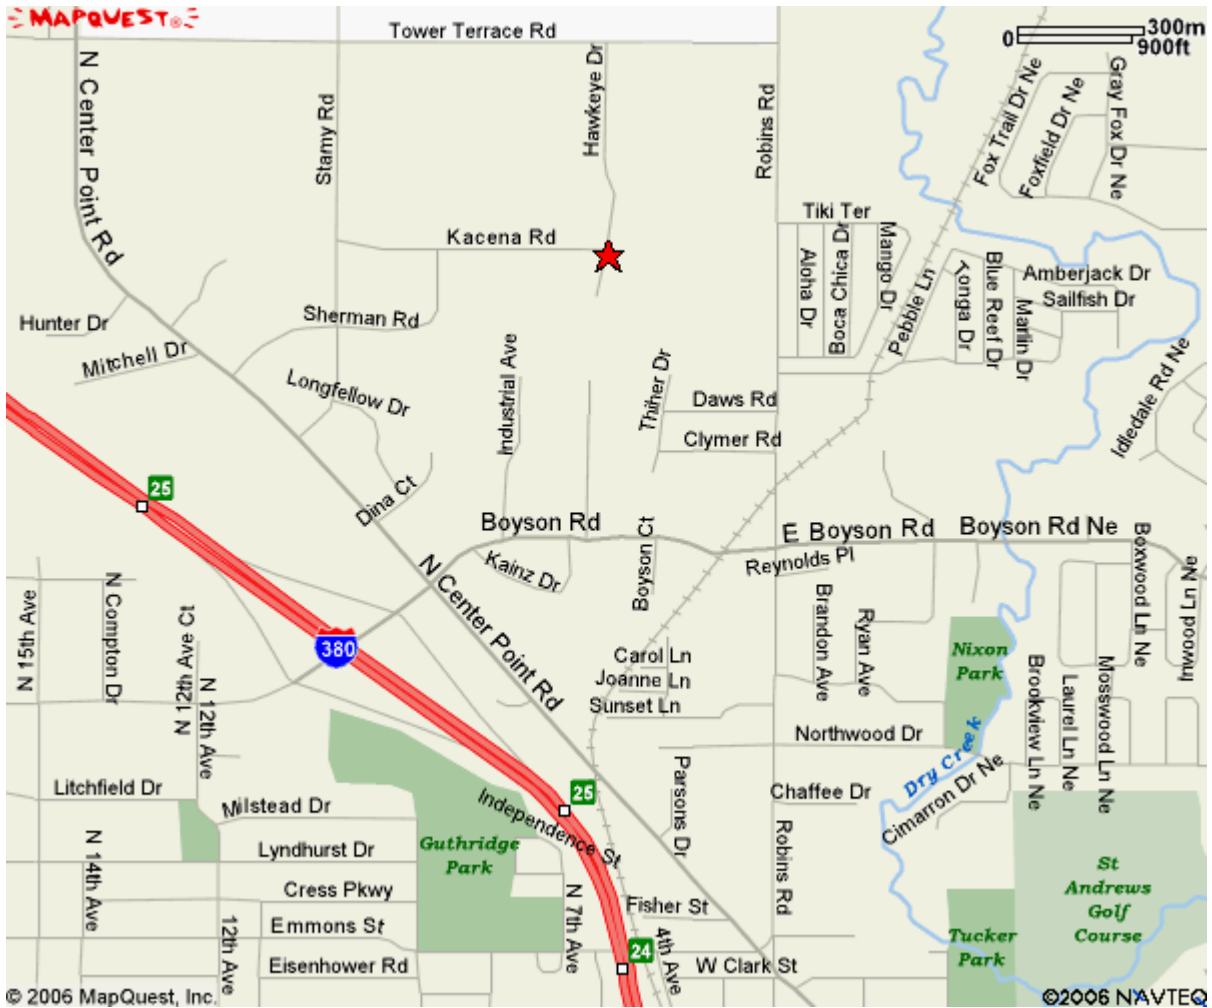 MAPQUEST®
Tower Terrace Rd
0 300m
900ft
N Center Point Rd
Stamy Rd
Hawkeye Dr
Robins Rd
Fox Trail Dr Ne
Foxfield Dr Ne
Gray Fox Dr Ne
Kacena Rd
Tiki Ter
Aloha Dr
Boca Chica Dr
Mango Dr
Pebble Ln
Tonga Dr
Blue Reef Dr
Marlin Dr
Amberjack Dr
Sailfish Dr
Hunter Dr
Sherman Rd
Mitchell Dr
Longfellow Dr
Industrial Ave
Thiher Dr
Daws Rd
Clymer Rd
Idledale Rd Ne
25
Dina Ct
Boyson Rd
E Boyson Rd
Boyson Rd Ne
Kainz Dr
Boyson Ct
Reynolds Pl
Boxwood Ln Ne
Inwood Ln Ne
N 15th Ave
N Compton Dr
N 12th Ave Ct
N 12th Ave
380
N Center Point Rd
Carol Ln
Joanne Ln
Sunset Ln
Brandon Ave
Ryan Ave
Nixon
Park
Brookview Ln Ne
Laurel Ln Ne
Mosswood Ln Ne
Northwood Dr
Dry Creek
Cimarron Dr Ne
Litchfield Dr
Milstead Dr
25
Independence St
Parsons Dr
Chaffee Dr
N 14th Ave
Lyndhurst Dr
Guthridge
Park
Cress Pkwy
Emmons St
12th Ave
Eisenhower Rd
N 7th Ave
Fisher St
24
4th Ave
W Clark St
Robins Rd
Tucker
Park
St
Andrews
Golf
Course
© 2006 MapQuest, Inc.
©2006 NAVTEQ